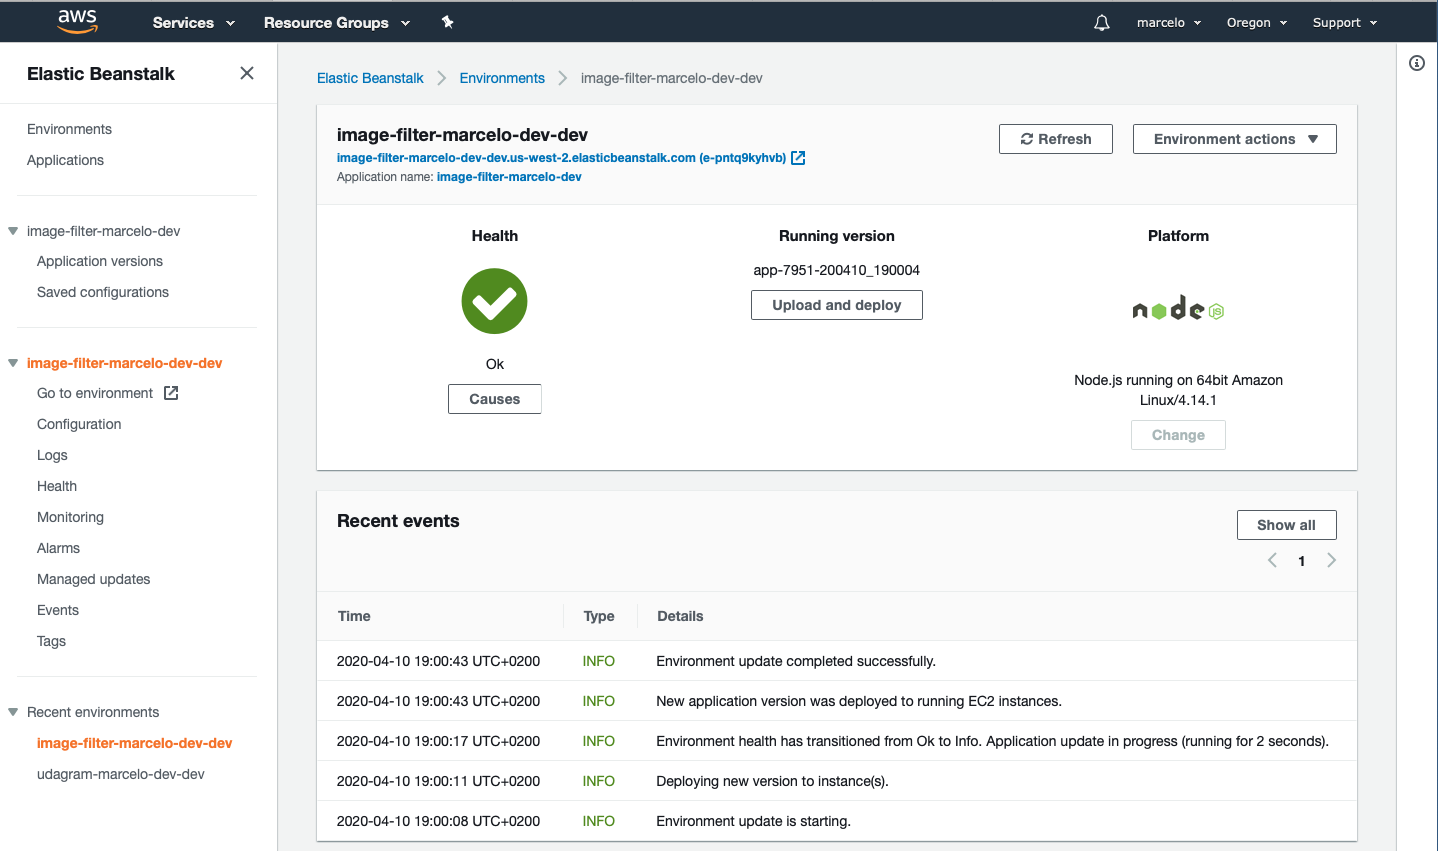 aws Services Resource Groups marcelo Oregon Support
Elastic Beanstalk
Environments
Applications
image-filter-marcelo-dev
Application versions
Saved configurations
image-filter-marcelo-dev-dev
Go to environment
Configuration
Logs
Health
Monitoring
Alarms
Managed updates
Events
Tags
Recent environments
image-filter-marcelo-dev-dev
udagram-marcelo-dev-dev
Elastic Beanstalk Environments image-filter-marcelo-dev-dev
image-filter-marcelo-dev-dev
image-filter-marcelo-dev-dev.us-west-2.elasticbeanstalk.com (e-pntq9kyhvb)
Application name: image-filter-marcelo-dev
Refresh
Environment actions
Health
Ok
Causes
Running version
app-7951-200410_190004
Upload and deploy
Platform
node JS
Node.js running on 64bit Amazon
Linux/4.14.1
Change
Recent events
Show all
1
Time Type Details
2020-04-10 19:00:43 UTC+0200 INFO Environment update completed successfully.
2020-04-10 19:00:43 UTC+0200 INFO New application version was deployed to running EC2 instances.
2020-04-10 19:00:17 UTC+0200 INFO Environment health has transitioned from Ok to Info. Application update in progress (running for 2 seconds).
2020-04-10 19:00:11 UTC+0200 INFO Deploying new version to instance(s).
2020-04-10 19:00:08 UTC+0200 INFO Environment update is starting.